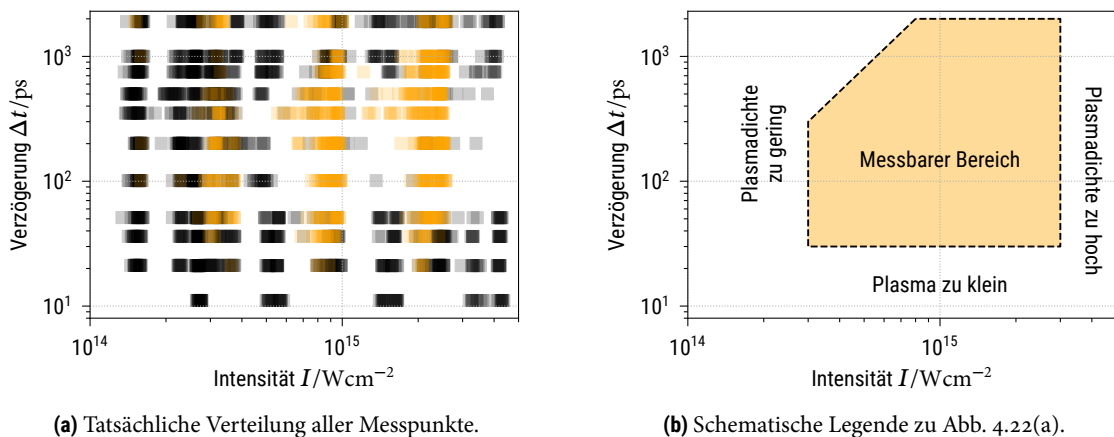 10³
10²
10¹
Verzögerung Δt/ps
10¹⁴
10¹⁵
Intensität I/Wcm⁻²
(a) Tatsächliche Verteilung aller Messpunkte.
10³
10²
10¹
Verzögerung Δt/ps
Plasmadichte
zu gering
Messbarer Bereich
Plasmadichte zu hoch
Plasma zu klein
10¹⁴
10¹⁵
Intensität I/Wcm⁻²
(b) Schematische Legende zu Abb. 4.22(a).